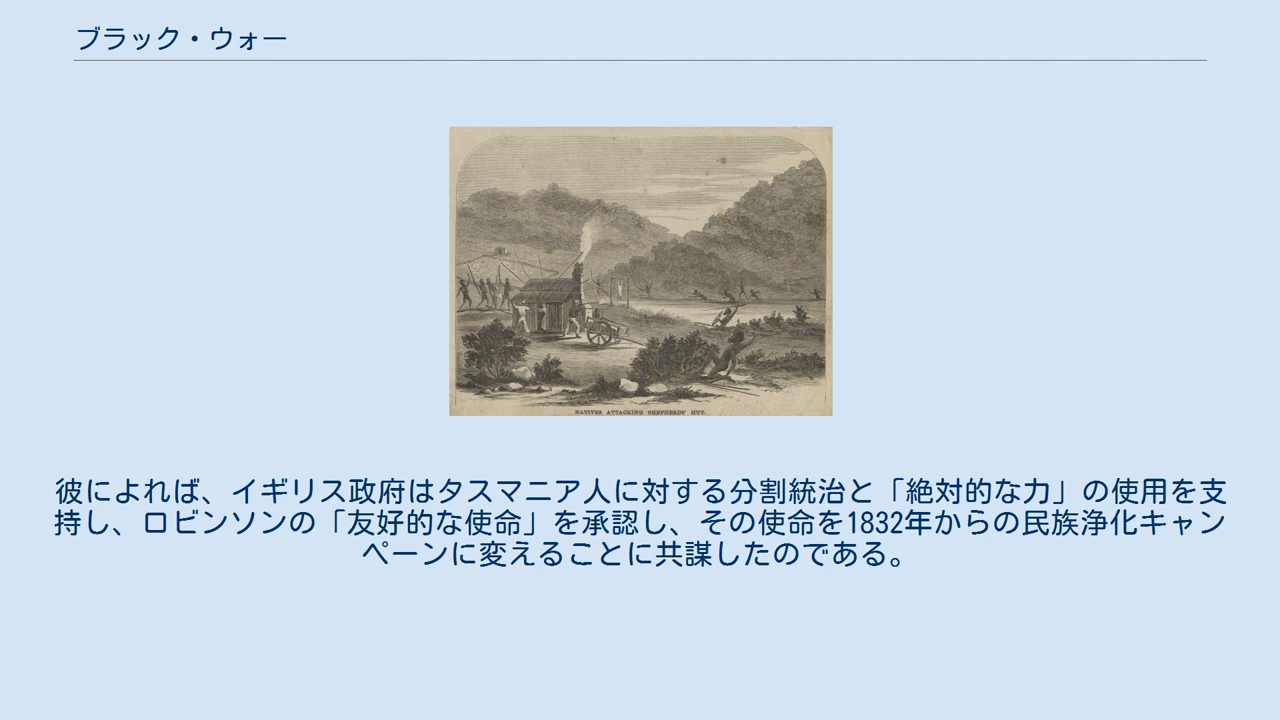 ブラック・ウォー
NATIVES ATTACKING SHEPHERDS' HUT.
彼によれば、イギリス政府はタスマニア人に対する分割統治と「絶対的な力」の使用を支
持し、ロビンソンの「友好的な使命」を承認し、その使命を1832年からの民族浄化キャン
ペーンに変えることに共謀したのである。